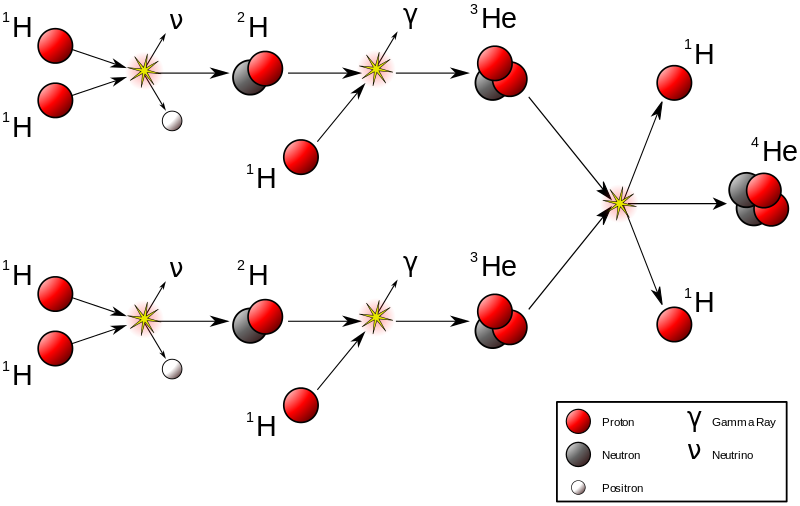 ¹H
ν
²H
γ
³He
¹H
¹H
¹H
¹H
⁴He
¹H
ν
²H
γ
³He
¹H
¹H
¹H
Proton
γ Gamma Ray
Neutron
ν Neutrino
Positron